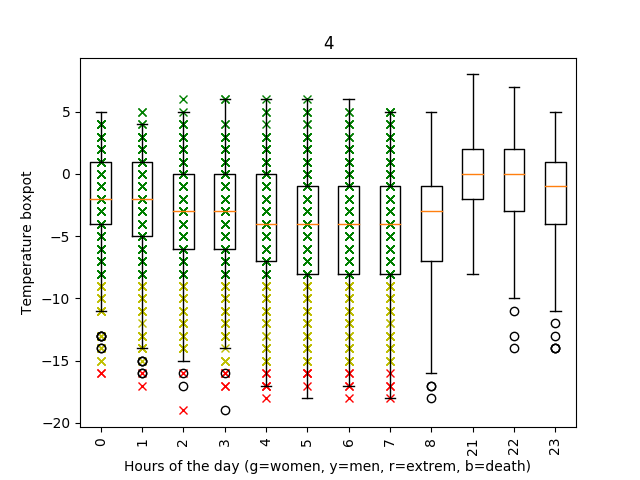 4
Temperature boxpot
5
0
−5
−10
−15
−20
0 1 2 3 4 5 6 7 8 21 22 23
Hours of the day (g=women, y=men, r=extrem, b=death)